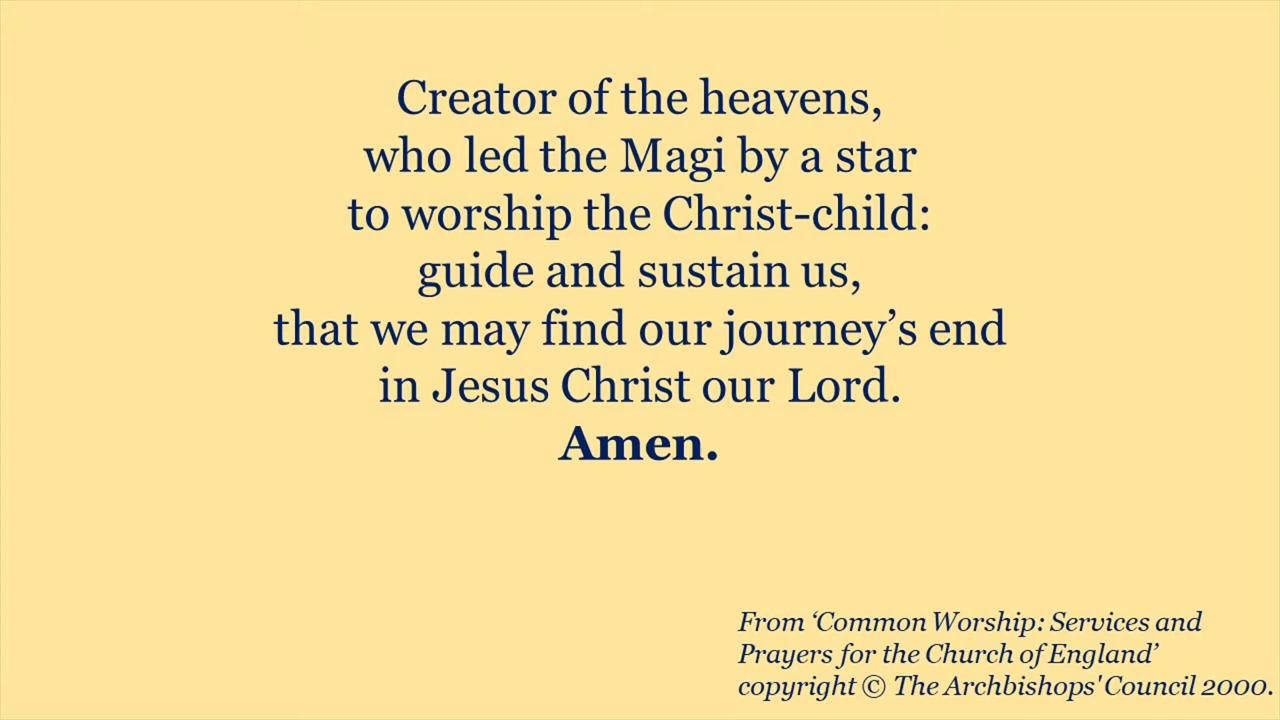 Creator of the heavens,
who led the Magi by a star
to worship the Christ-child:
guide and sustain us,
that we may find our journey’s end
in Jesus Christ our Lord.
Amen.
From ‘Common Worship: Services and
Prayers for the Church of England’
copyright © The Archbishops' Council 2000.